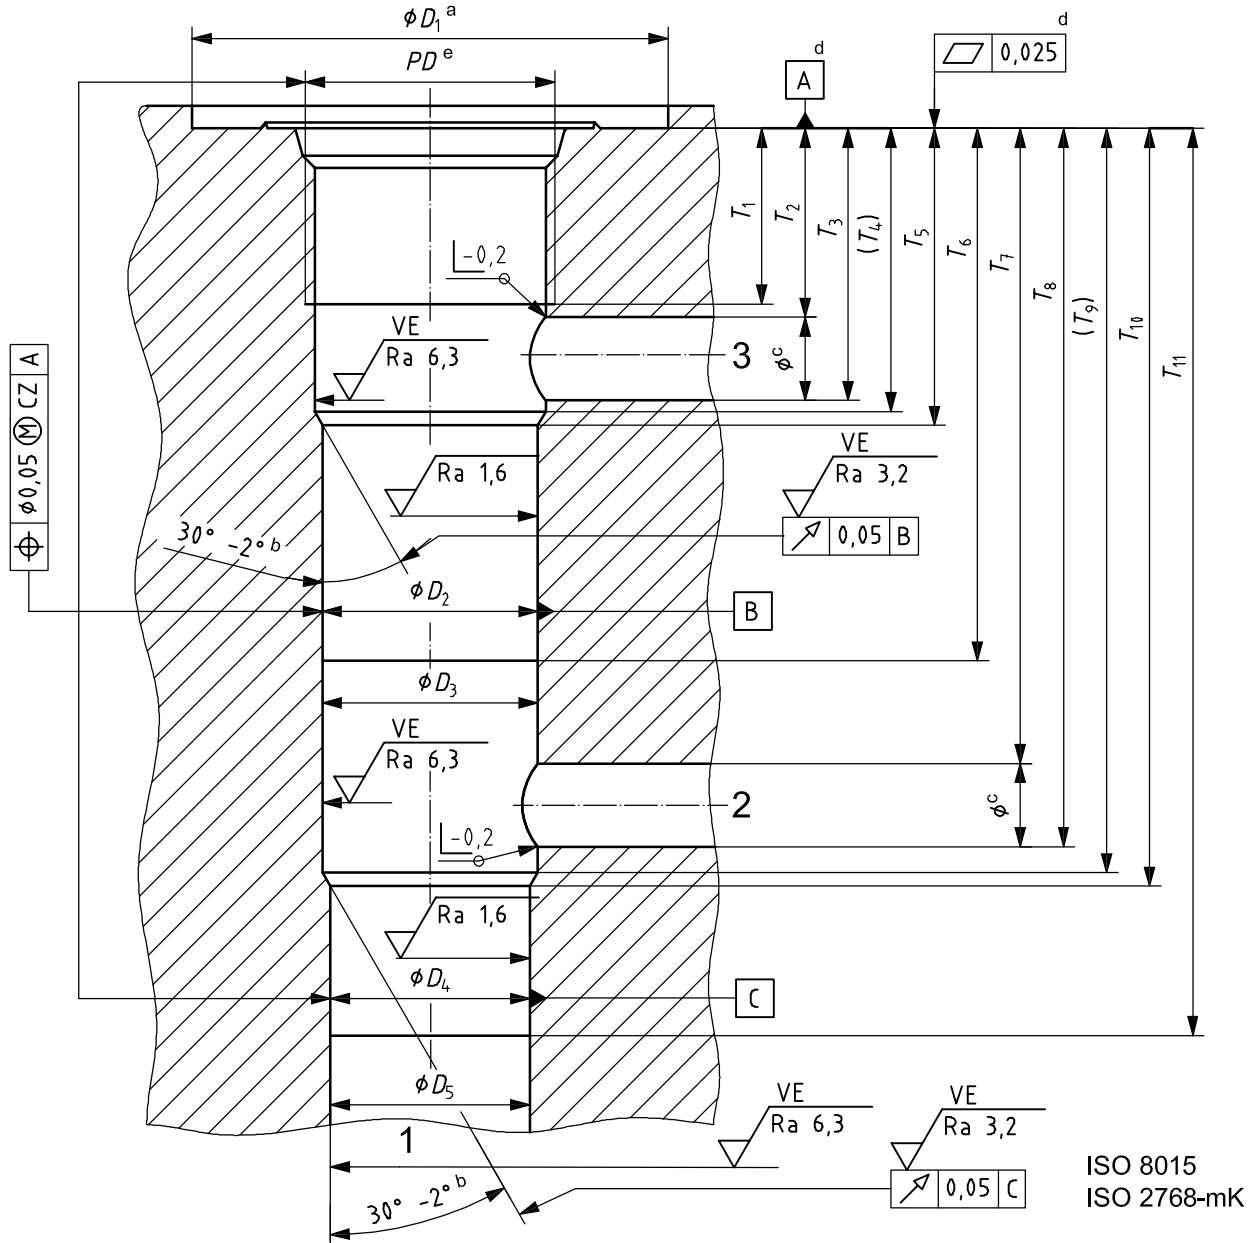 ϕD₁ ᵃ
d
0,025
PD ᵉ
d
A
T₁
T₂
T₃
(T₄)
T₅
T₆
T₇
T₈
(T₉)
T₁₀
T₁₁
-0,2
VE
Ra 6,3
3
ϕᶜ
ϕ0,05 Ⓜ CZ A
VE
Ra 3,2
Ra 1,6
0,05 B
30° -2° ᵇ
ϕD₂
B
ϕD₃
VE
Ra 6,3
2
ϕᶜ
-0,2
Ra 1,6
ϕD₄
C
ϕD₅
VE
Ra 6,3
VE
Ra 3,2
1
0,05 C
30° -2° ᵇ
ISO 8015
ISO 2768-mK